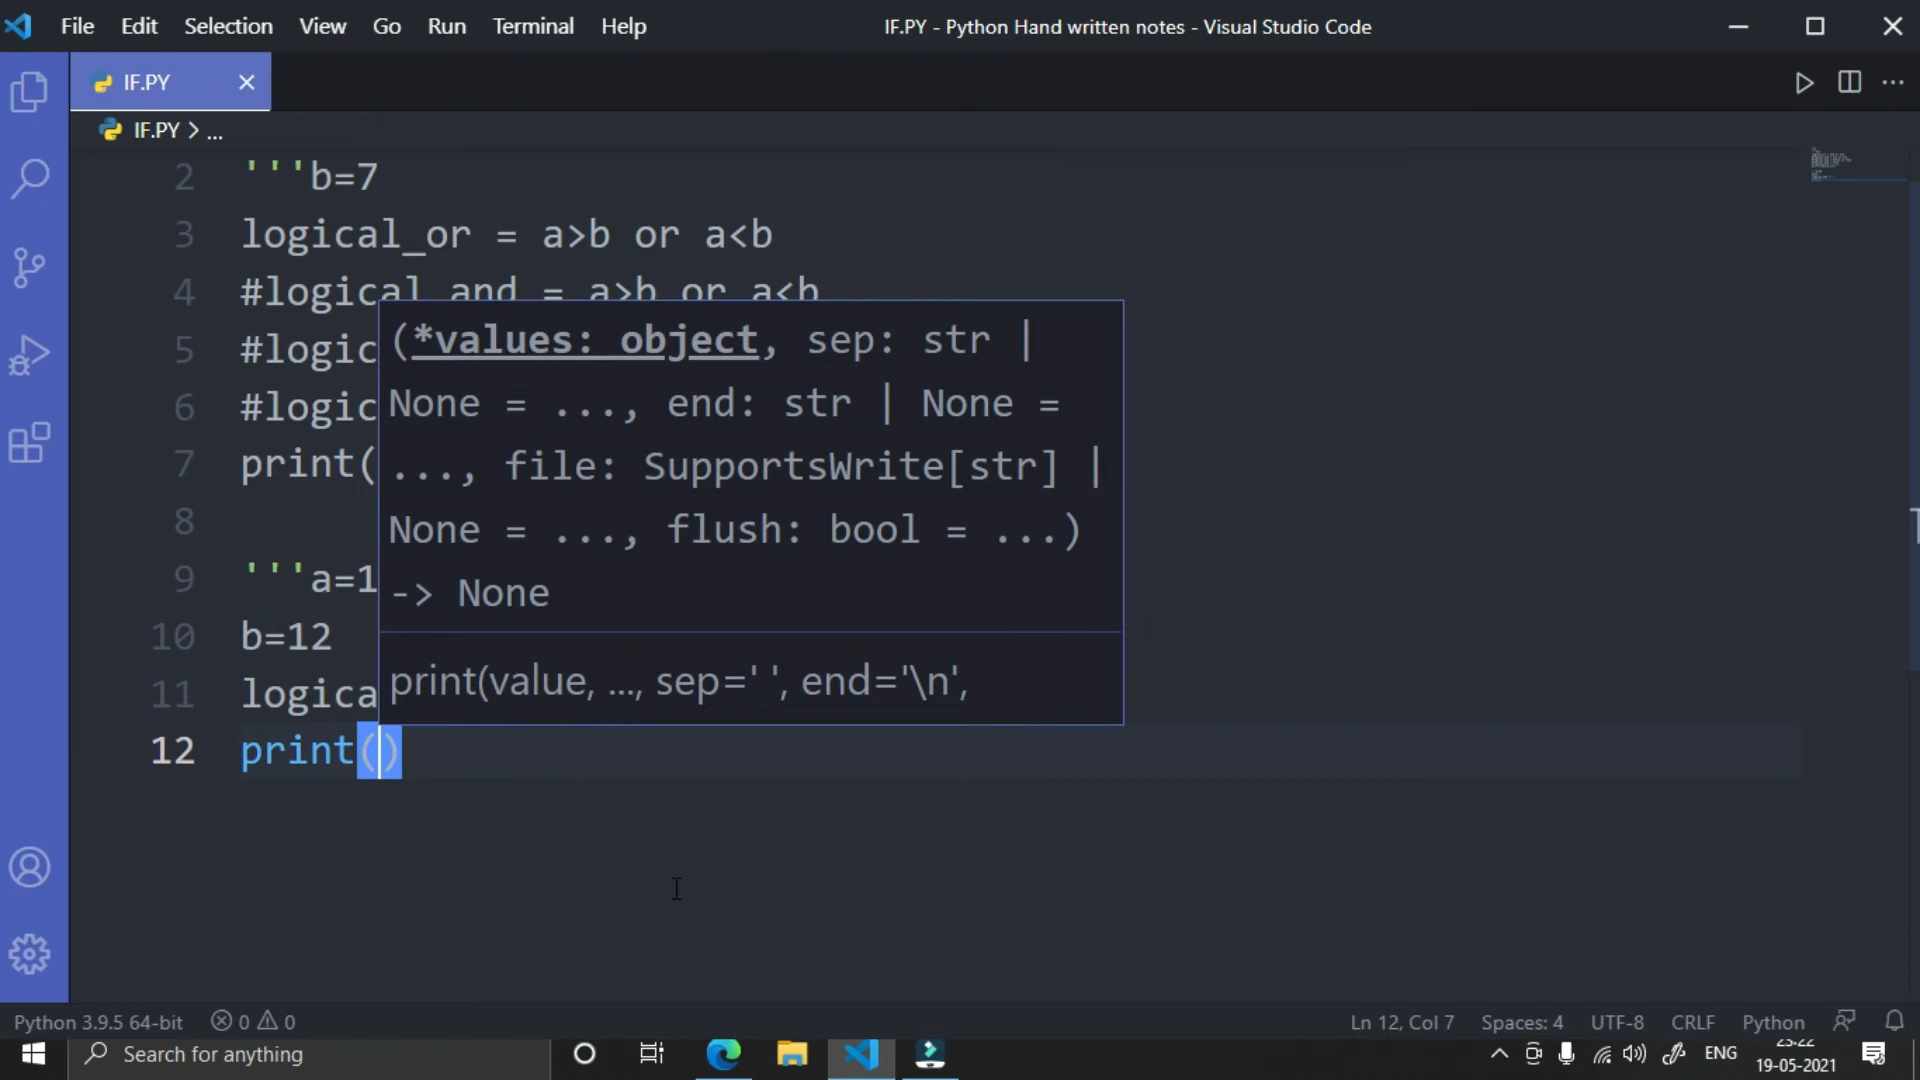 File Edit Selection View Go Run Terminal Help
IF.PY - Python Hand written notes - Visual Studio Code
IF.PY
IF.PY > ...
2 '''b=7
3 logical_or = a>b or a<b
4 #logical_and = a>b or a<b
5 #logic
6 #logic
7 print(
8
9 '''a=1
10 b=12
11 logica
12 print()
(*values: object, sep: str |
None = ..., end: str | None =
..., file: SupportsWrite[str] |
None = ..., flush: bool = ...)
-> None
print(value, ..., sep=' ', end='\n',
Python 3.9.5 64-bit 0 0
Ln 12, Col 7 Spaces: 4 UTF-8 CRLF Python
Search for anything
ENG
23:22
19-05-2021